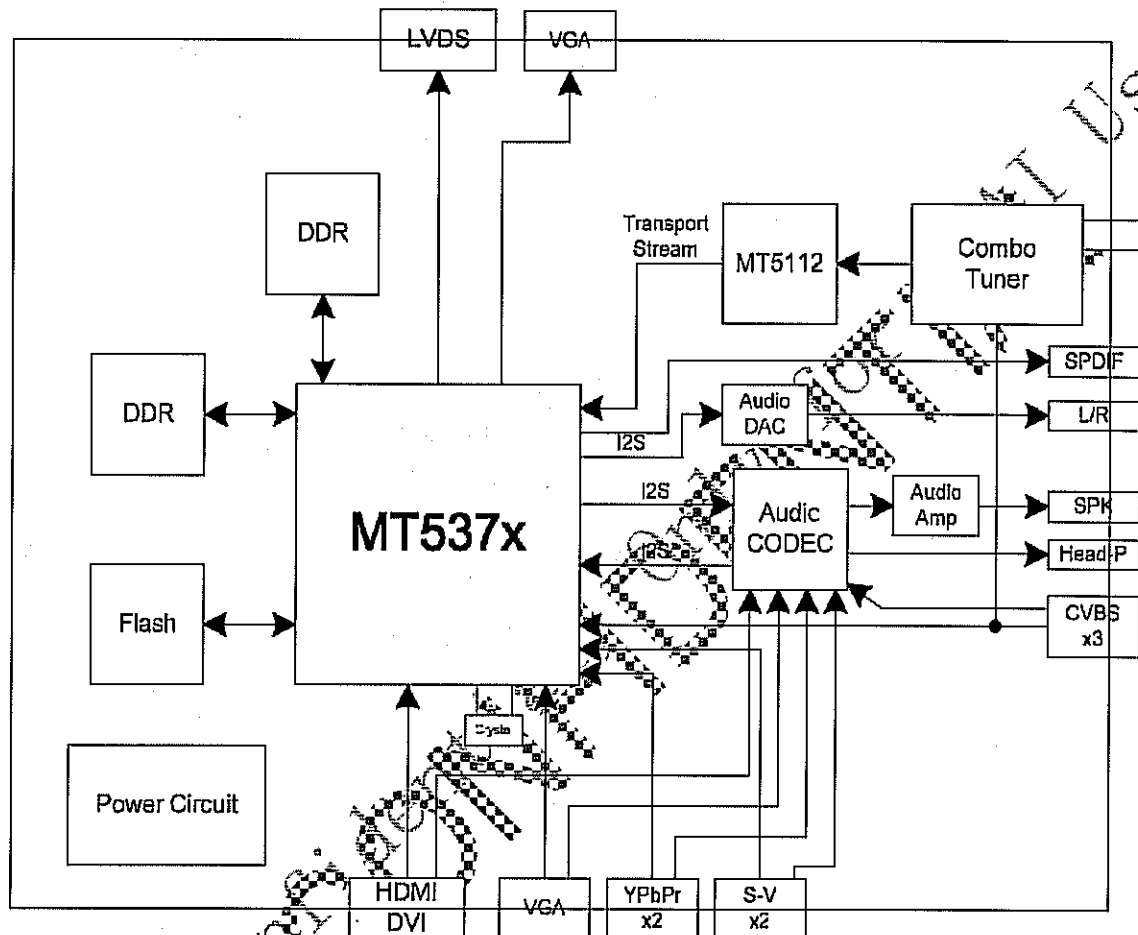 LVDS
VGA
DDR
Transport
Stream
MT5112
Combo
Tuner
DDR
SPDIF
Audio
DAC
L/R
I2S
MT537x
I2S
Audio
CODEC
Audio
Amp
SPK
I2S
Head-P
Flash
CVBS
x3
Power Circuit
HDMI
DVI
VGA
YPbPr
x2
S-V
x2